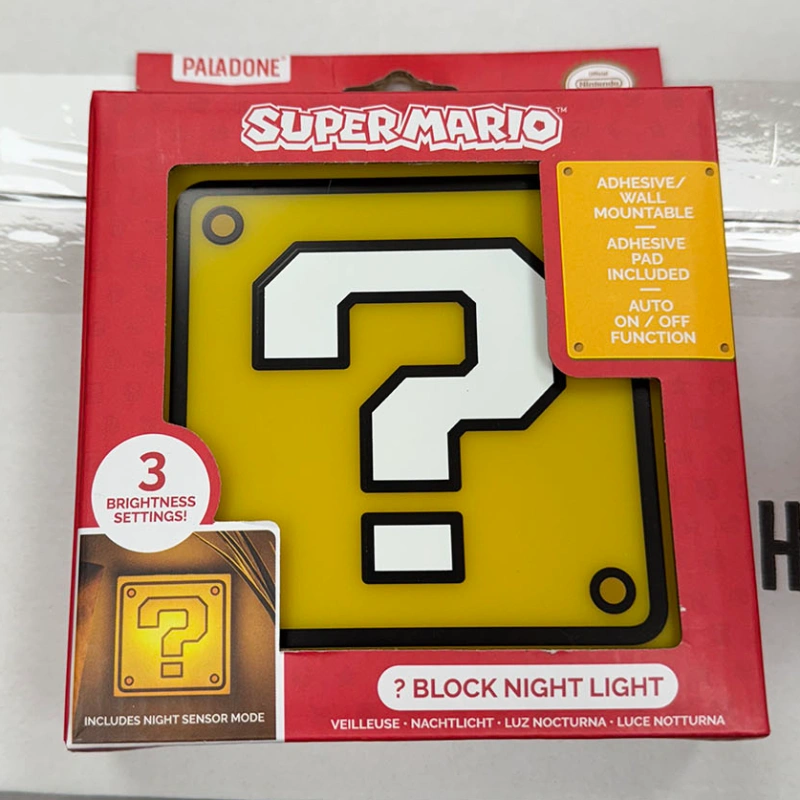 PALADONE
Official
Nintendo
SUPER MARIO™
ADHESIVE/
WALL
MOUNTABLE
ADHESIVE
PAD
INCLUDED
AUTO
ON / OFF
FUNCTION
?
3
BRIGHTNESS
SETTINGS!
?
INCLUDES NIGHT SENSOR MODE
? BLOCK NIGHT LIGHT
VEILLEUSE • NACHTLICHT • LUZ NOCTURNA • LUCE NOTTURNA
H